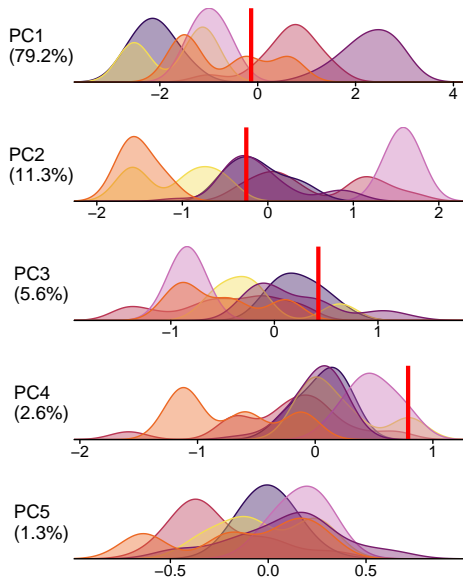 PC1
(79.2%)
-2 0 2 4
PC2
(11.3%)
-2 -1 0 1 2
PC3
(5.6%)
-1 0 1
PC4
(2.6%)
-2 -1 0 1
PC5
(1.3%)
-0.5 0.0 0.5